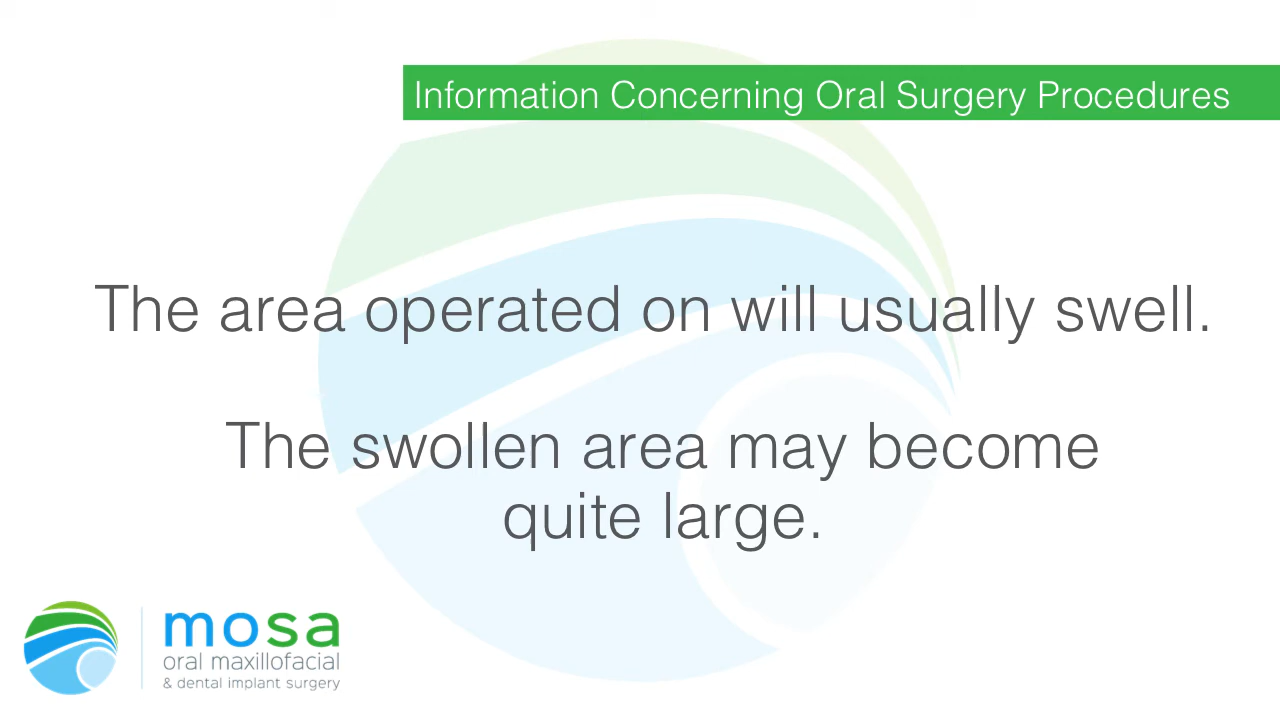 Information Concerning Oral Surgery Procedures
The area operated on will usually swell.
The swollen area may become
quite large.
mosa
oral maxillofacial
& dental implant surgery